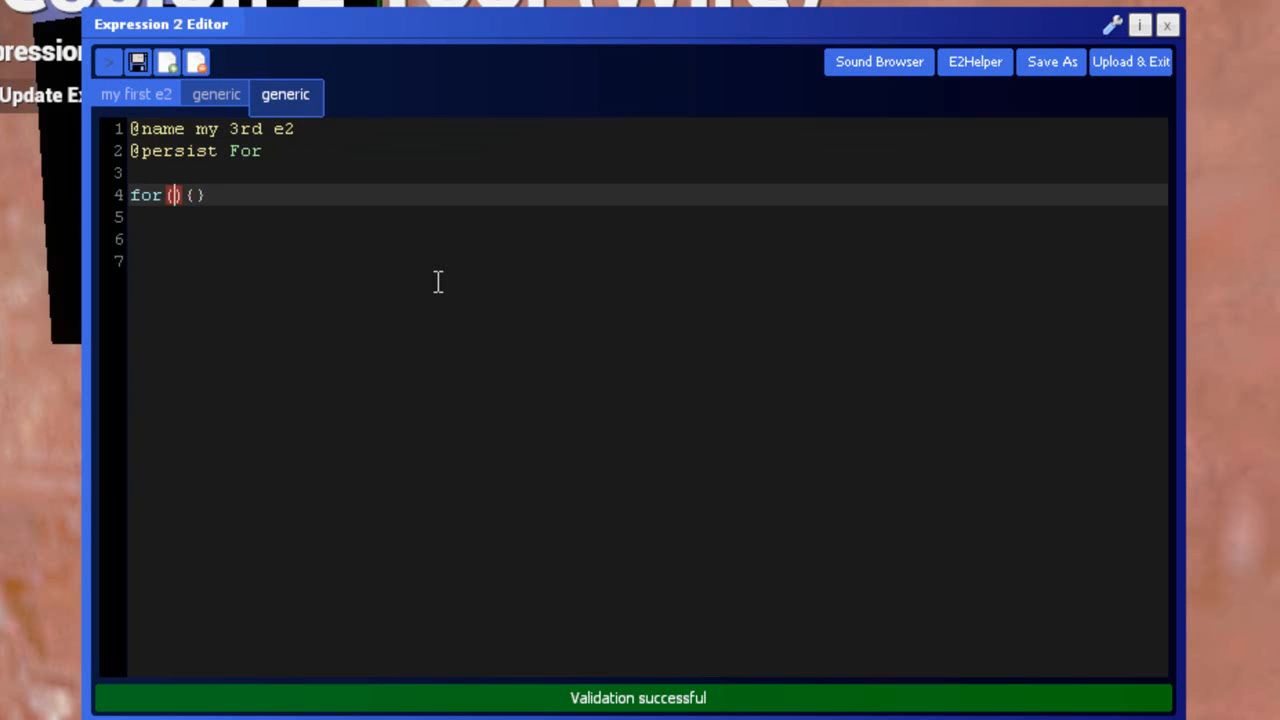 Expression 2 Editor
i
x
>
Sound Browser
E2Helper
Save As
Upload & Exit
my first e2
generic
generic
1 @name my 3rd e2
2 @persist For
3
4 for(){}
5
6
7
Validation successful